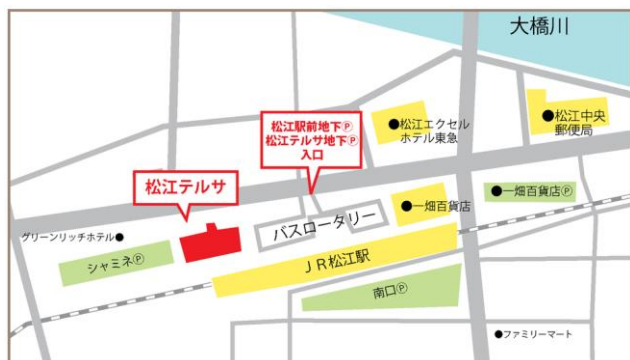 大橋川
松江駅前地下Ⓟ
松江テルサ地下Ⓟ
入口
●松江エクセル
ホテル東急
●松江中央
郵便局
松江テルサ
●一畑百貨店Ⓟ
●一畑百貨店
バスロータリー
グリーンリッチホテル●
シャミネⓅ
ＪＲ松江駅
南口Ⓟ
●ファミリーマート